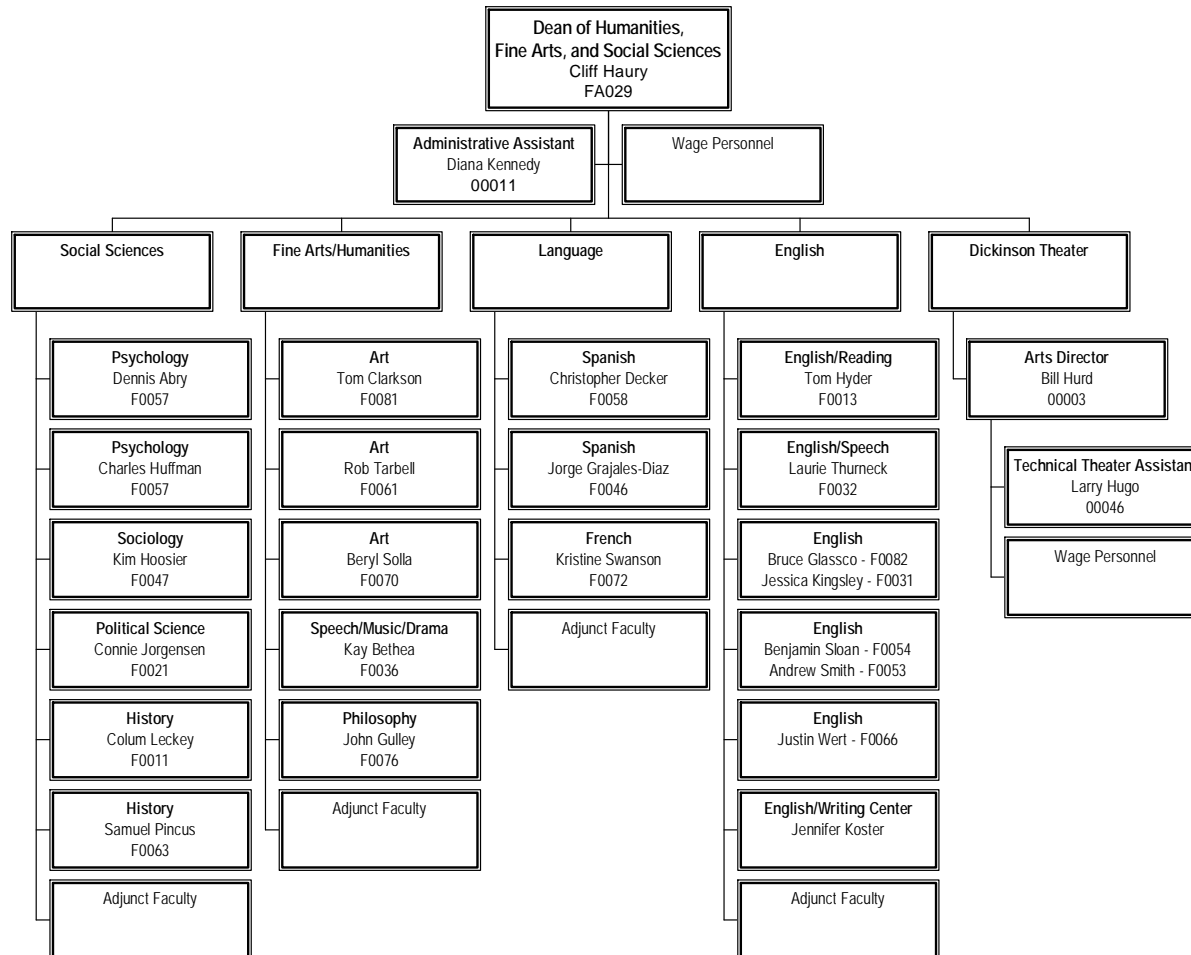 Dean of Humanities,
Fine Arts, and Social Sciences
Cliff Haury
FA029
Administrative Assistant
Diana Kennedy
00011
Wage Personnel
Social Sciences
Fine Arts/Humanities
Language
English
Dickinson Theater
Psychology
Dennis Abry
F0057
Psychology
Charles Huffman
F0057
Sociology
Kim Hoosier
F0047
Political Science
Connie Jorgensen
F0021
History
Colum Leckey
F0011
History
Samuel Pincus
F0063
Adjunct Faculty
Art
Tom Clarkson
F0081
Art
Rob Tarbell
F0061
Art
Beryl Solla
F0070
Speech/Music/Drama
Kay Bethea
F0036
Philosophy
John Gulley
F0076
Adjunct Faculty
Spanish
Christopher Decker
F0058
Spanish
Jorge Grajales-Diaz
F0046
French
Kristine Swanson
F0072
Adjunct Faculty
English/Reading
Tom Hyder
F0013
English/Speech
Laurie Thurneck
F0032
English
Bruce Glassco - F0082
Jessica Kingsley - F0031
English
Benjamin Sloan - F0054
Andrew Smith - F0053
English
Justin Wert - F0066
English/Writing Center
Jennifer Koster
Adjunct Faculty
Arts Director
Bill Hurd
00003
Technical Theater Assistan
Larry Hugo
00046
Wage Personnel